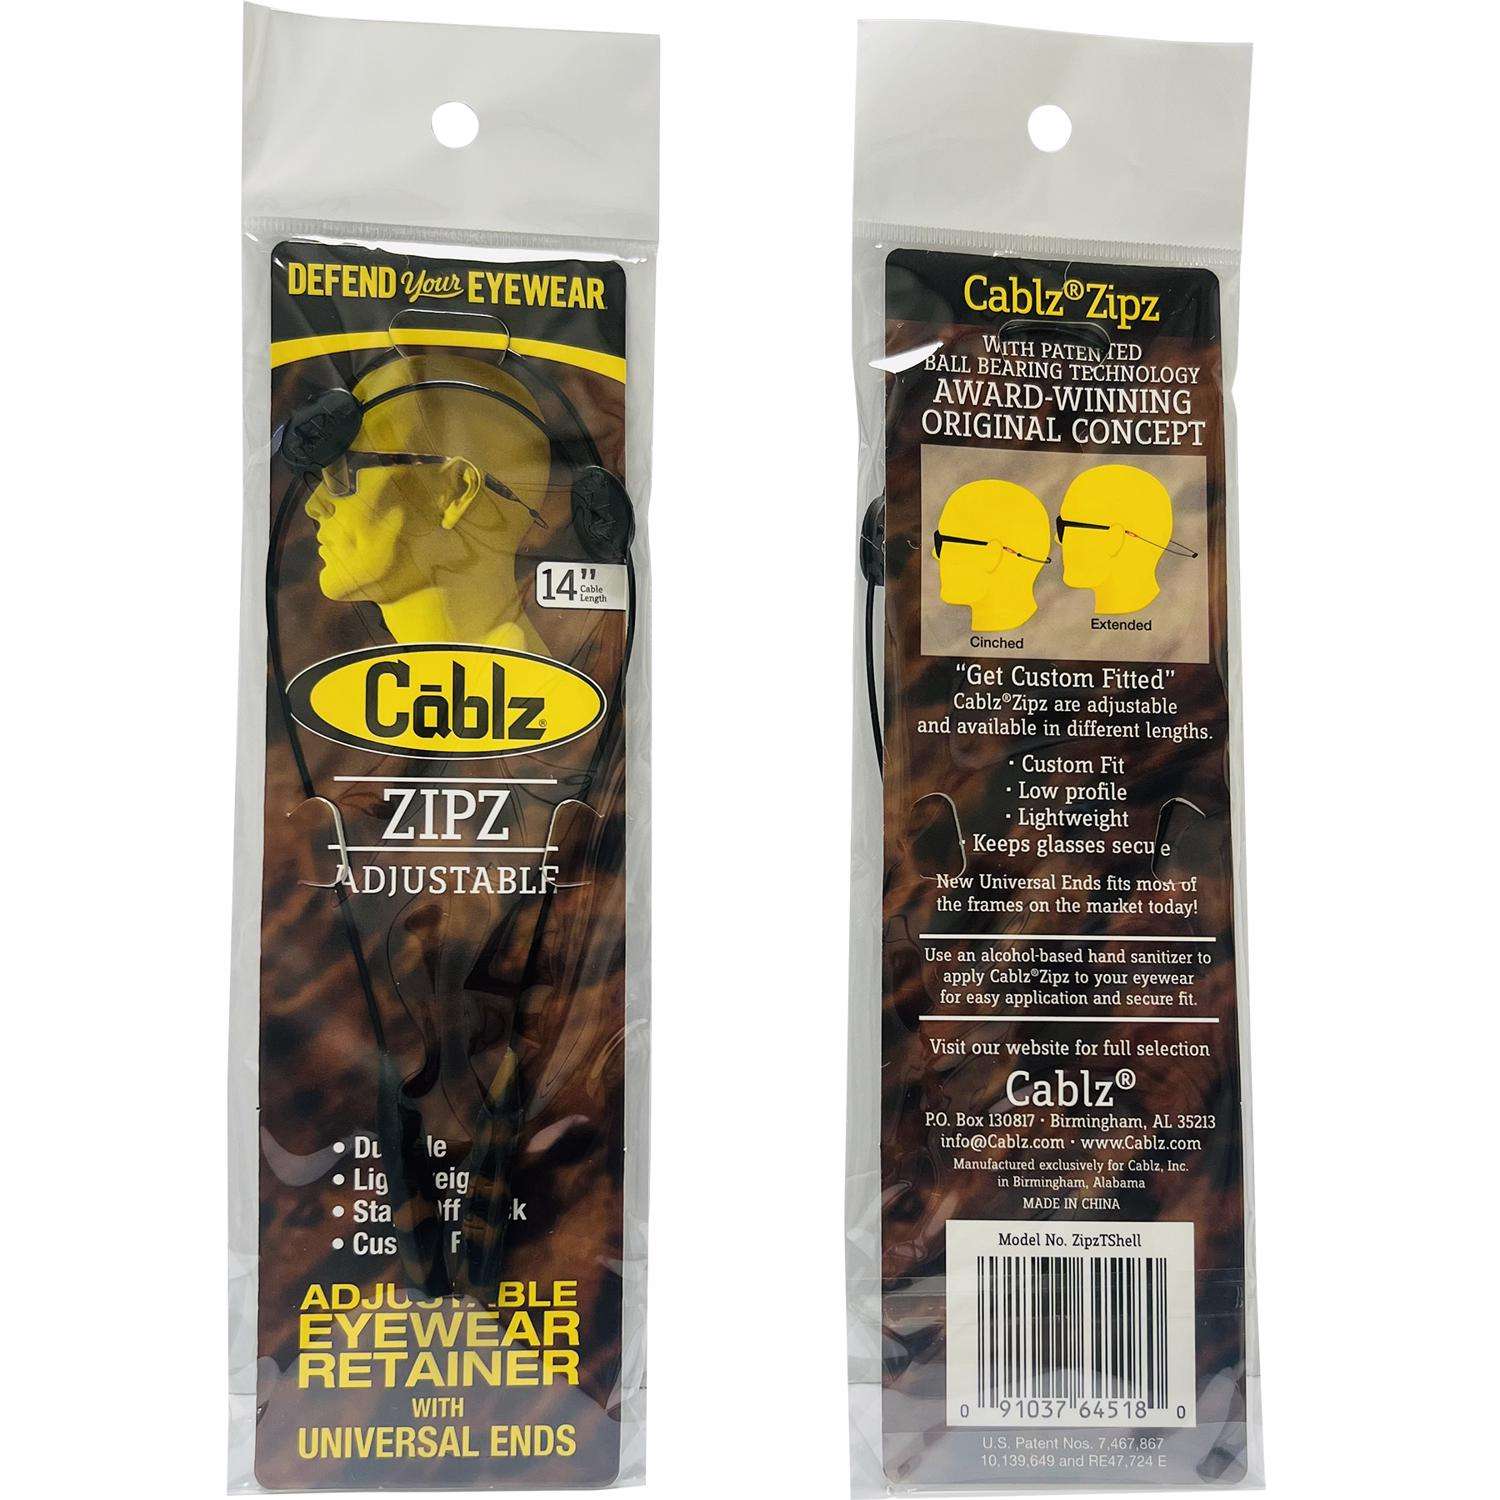 DEFEND Your EYEWEAR
14" Cable Length
Cāblz®
ZIPZ
ADJUSTABLE
• Stay Off Neck
EYEWEAR
RETAINER
WITH
UNIVERSAL ENDS
Cablz®Zipz
WITH PATENTED
BALL BEARING TECHNOLOGY
AWARD-WINNING
ORIGINAL CONCEPT
Cinched
Extended
"Get Custom Fitted"
Cablz®Zipz are adjustable
and available in different lengths.
· Custom Fit
· Low profile
· Lightweight
· Keeps glasses secure
New Universal Ends fits most of
the frames on the market today!
Use an alcohol-based hand sanitizer to
apply Cablz®Zipz to your eyewear
for easy application and secure fit.
Visit our website for full selection
Cablz®
P.O. Box 130817 · Birmingham, AL 35213
info@Cablz.com · www.Cablz.com
Manufactured exclusively for Cablz, Inc.
in Birmingham, Alabama
MADE IN CHINA
Model No. ZipzTShell
0 91037 64518 0
U.S. Patent Nos. 7,467,867
10,139,649 and RE47,724 E